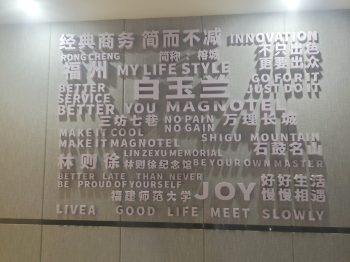 经典商务 简而不减 INNOVATION
RONG CHENG 简称：榕城 不只出色
福州 MY LIFE STYLE 更要出众
GO FOR IT
BETTER 白玉兰 JUST DO IT
SERVICE
BETTER YOU MAGNOTEL
三坊七巷 NO PAIN 万理长城
MAKE IT COOL NO GAIN SHIGU MOUNTAIN
MAKE IT MAGNOTEL 石鼓名山
LIN ZEXU MEMORIAL
林则徐 林则徐纪念馆 BE YOUR OWN MASTER
BETTER LATE THAN NEVER
BE PROUD OF YOURSELF JOY 好好生活
福建师范大学 慢慢相遇
LIVE A GOOD LIFE MEET SLOWLY